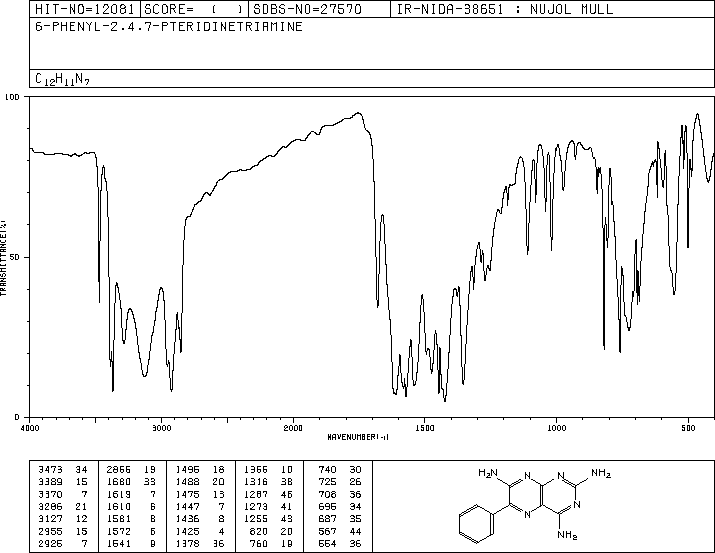 HIT-NO=12081 SCORE= ( ) SDBS-NO=27570 IR-NIDA-38651 : NUJOL MULL
6-PHENYL-2.4.7-PTERIDINETRIAMINE
C12H11N7
100
50
0
TRANSMITTANCE(%)
4000 3000 2000 1500 1000 500
WAVENUMBER(-1)
3473 34 2866 19 1496 18 1366 10 740 30
3389 15 1680 33 1488 20 1316 38 725 26
3370 7 1619 7 1475 13 1287 46 708 36
3286 21 1610 6 1447 7 1273 41 695 34
3127 12 1581 8 1436 8 1255 43 687 35
2955 15 1572 6 1425 4 820 20 567 44
2925 7 1541 9 1378 36 760 19 554 36
H2N
N
N
NH2
N
N
NH2